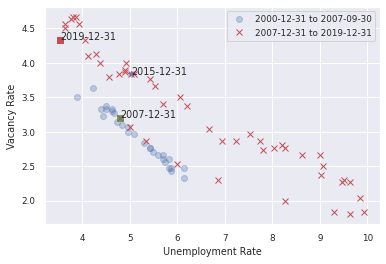 2000-12-31 to 2007-09-30
2007-12-31 to 2019-12-31
2019-12-31
2015-12-31
2007-12-31
4.5
4.0
3.5
3.0
2.5
2.0
Vacancy Rate
4 5 6 7 8 9 10
Unemployment Rate